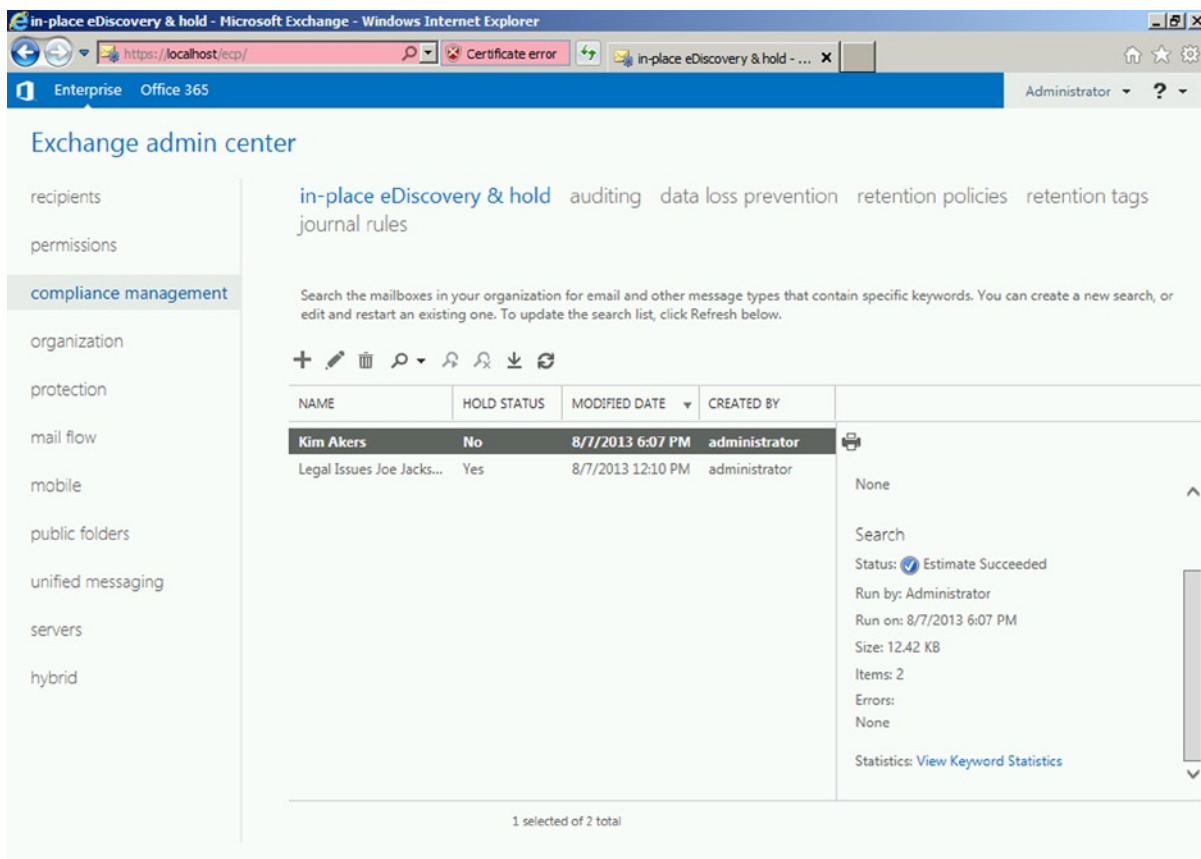 in-place eDiscovery & hold - Microsoft Exchange - Windows Internet Explorer
https://localhost/ecp/
Certificate error
in-place eDiscovery & hold - ...
Enterprise Office 365
Administrator
?
Exchange admin center
recipients
permissions
compliance management
organization
protection
mail flow
mobile
public folders
unified messaging
servers
hybrid
in-place eDiscovery & hold auditing data loss prevention retention policies retention tags
journal rules
Search the mailboxes in your organization for email and other message types that contain specific keywords. You can create a new search, or
edit and restart an existing one. To update the search list, click Refresh below.
NAME HOLD STATUS MODIFIED DATE CREATED BY
Kim Akers No 8/7/2013 6:07 PM administrator
Legal Issues Joe Jacks... Yes 8/7/2013 12:10 PM administrator
None
Search
Status: Estimate Succeeded
Run by: Administrator
Run on: 8/7/2013 6:07 PM
Size: 12.42 KB
Items: 2
Errors:
None
Statistics: View Keyword Statistics
1 selected of 2 total